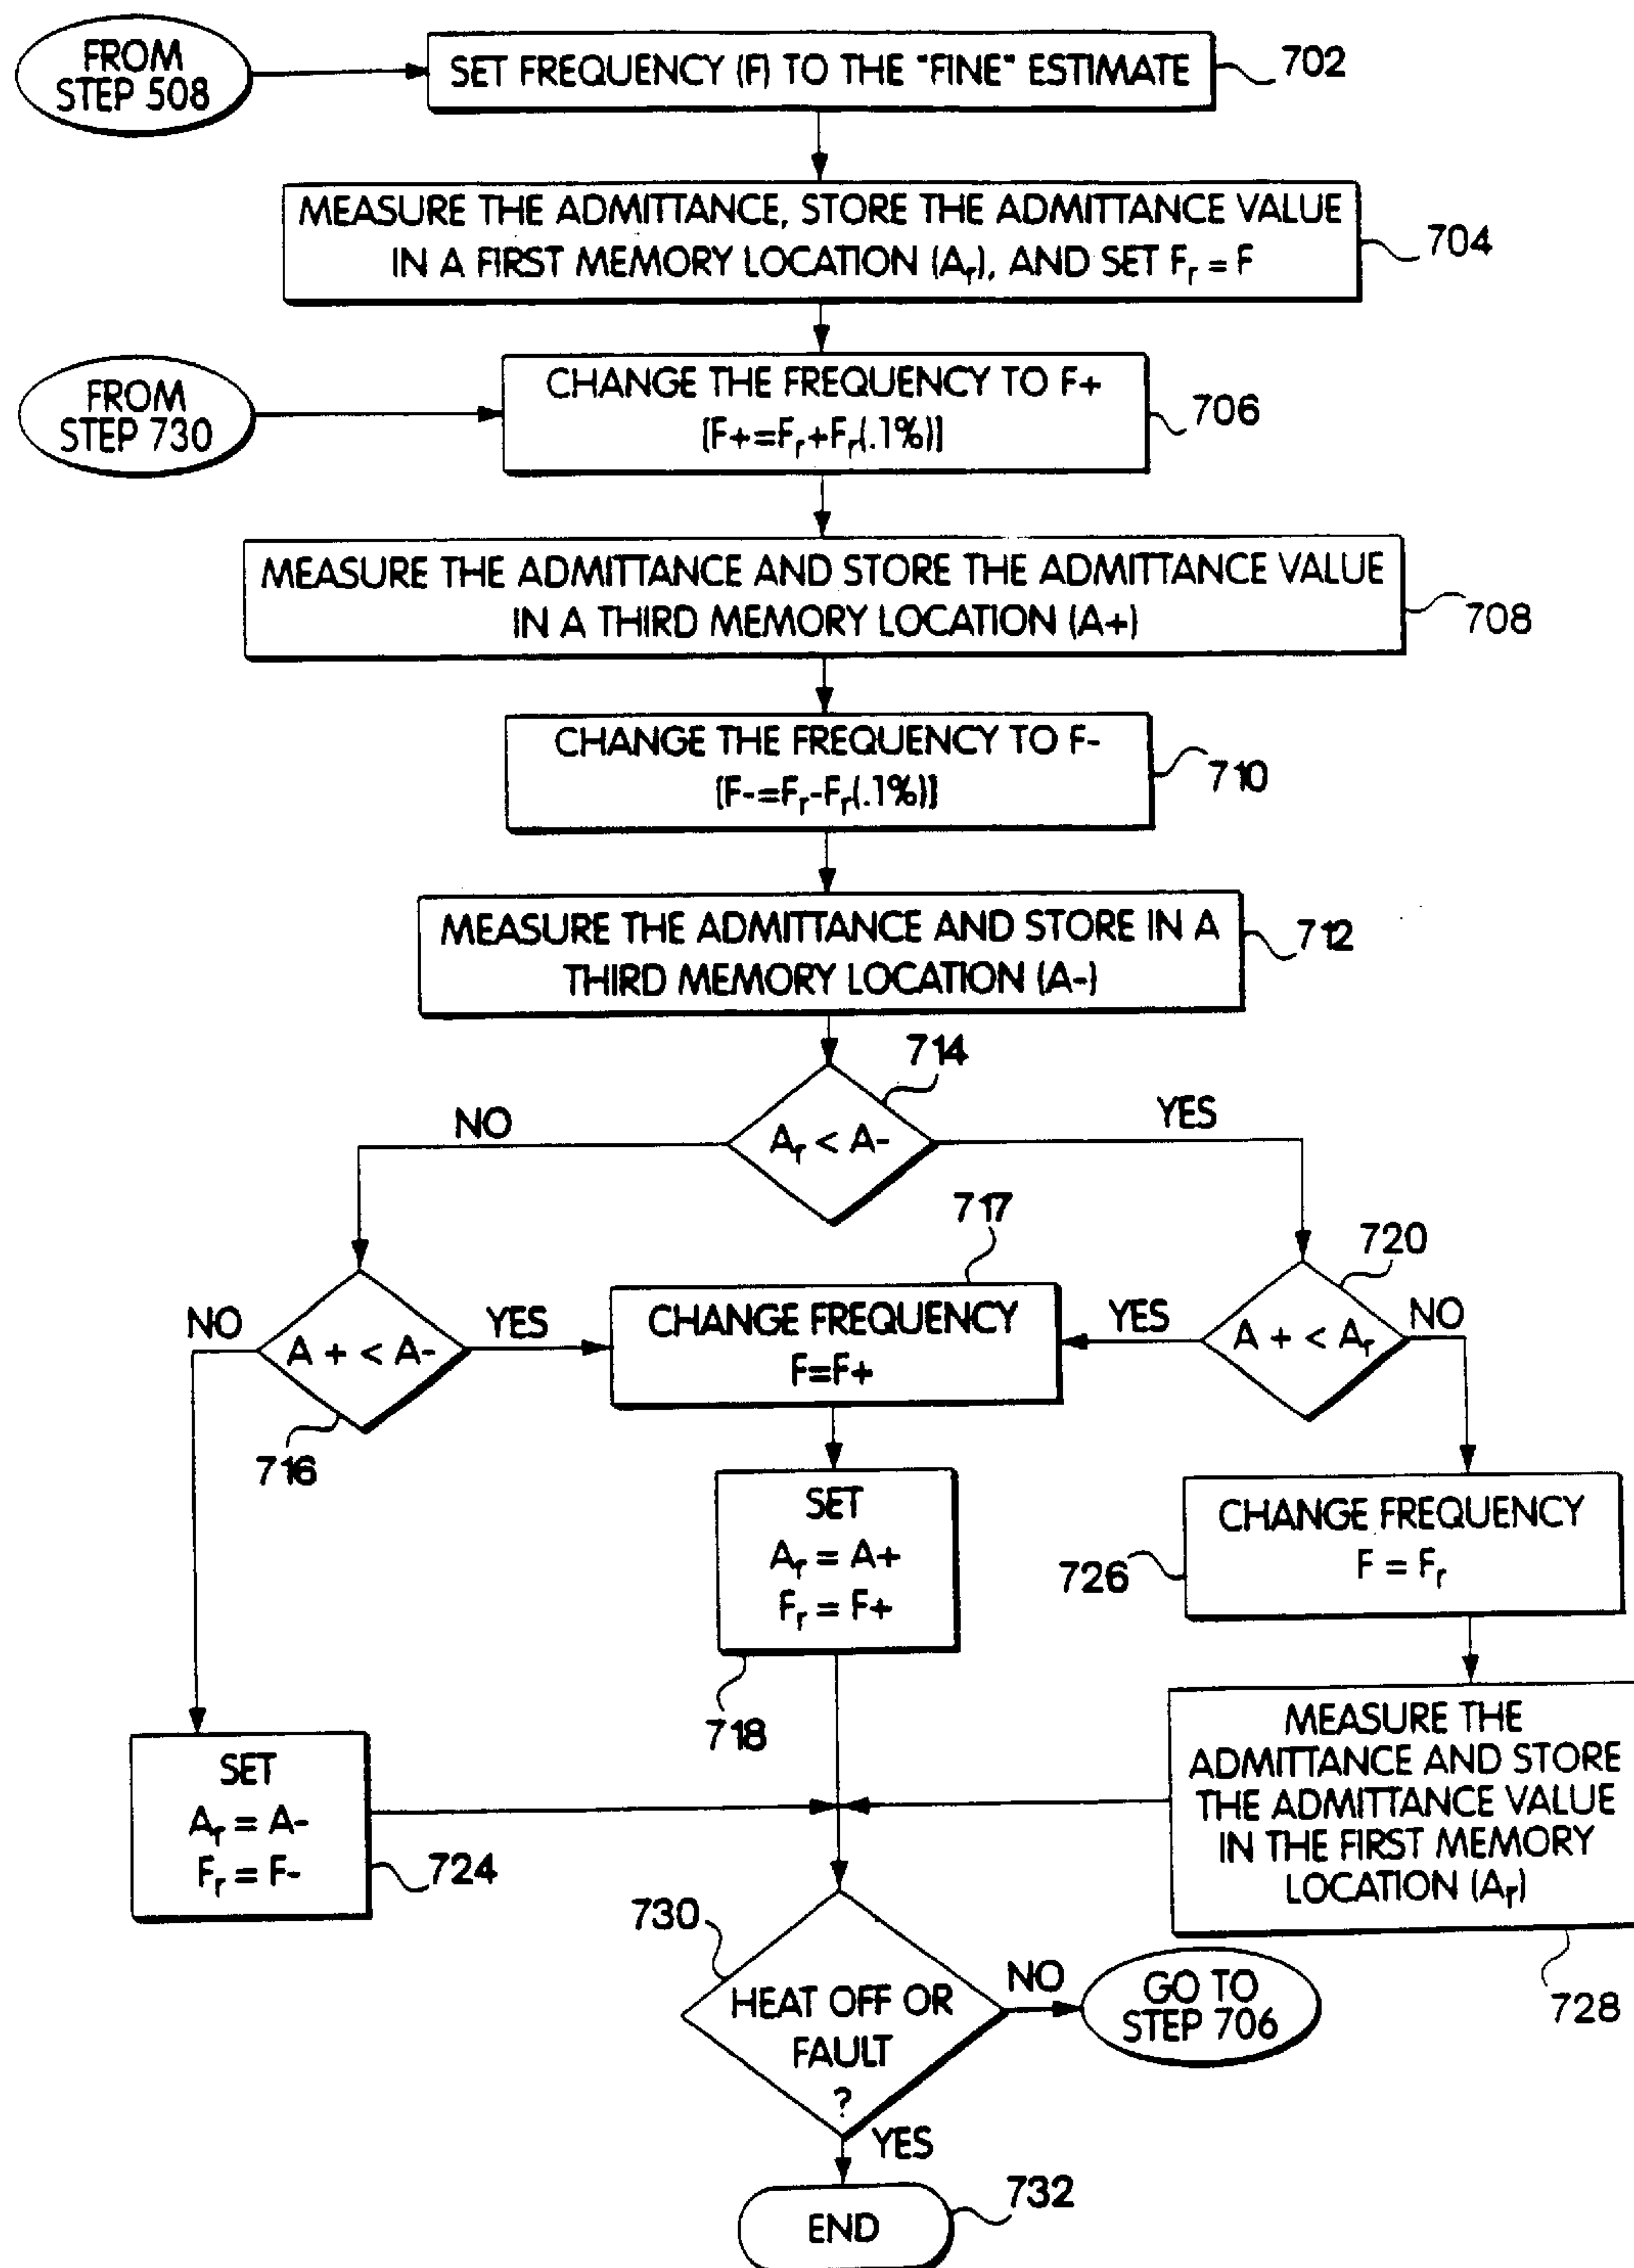 FROM
STEP 508
SET FREQUENCY (F) TO THE "FINE" ESTIMATE
702
MEASURE THE ADMITTANCE, STORE THE ADMITTANCE VALUE
IN A FIRST MEMORY LOCATION (Ar), AND SET Fr = F
704
FROM
STEP 730
CHANGE THE FREQUENCY TO F+
[F+=Fr+Fr(.1%)]
706
MEASURE THE ADMITTANCE AND STORE THE ADMITTANCE VALUE
IN A THIRD MEMORY LOCATION (A+)
708
CHANGE THE FREQUENCY TO F-
[F-=Fr-Fr(.1%)]
710
MEASURE THE ADMITTANCE AND STORE IN A
THIRD MEMORY LOCATION (A-)
712
714
Ar < A-
NO
YES
717
720
NO
A + < A-
YES
716
CHANGE FREQUENCY
F=F+
YES
A + < Ar
NO
SET
Ar = A+
Fr = F+
718
CHANGE FREQUENCY
F = Fr
726
SET
Ar = A-
Fr = F-
724
MEASURE THE
ADMITTANCE AND STORE
THE ADMITTANCE VALUE
IN THE FIRST MEMORY
LOCATION (Ar)
728
730
HEAT OFF OR
FAULT
?
NO
GO TO
STEP 706
YES
END
732